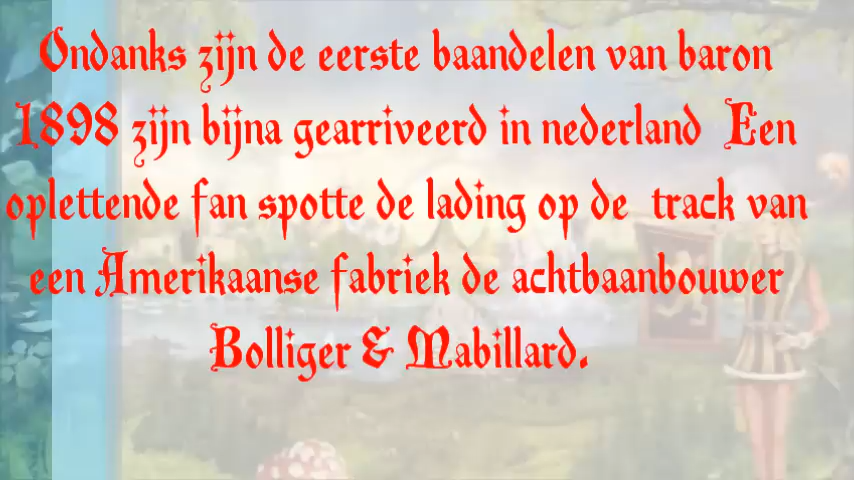 Ondanks zijn de eerste baandelen van baron
1898 zijn bijna gearriveerd in nederland Een
oplettende fan spotte de lading op de track van
een Amerikaanse fabriek de achtbaanbouwer
Bolliger & Mabillard.